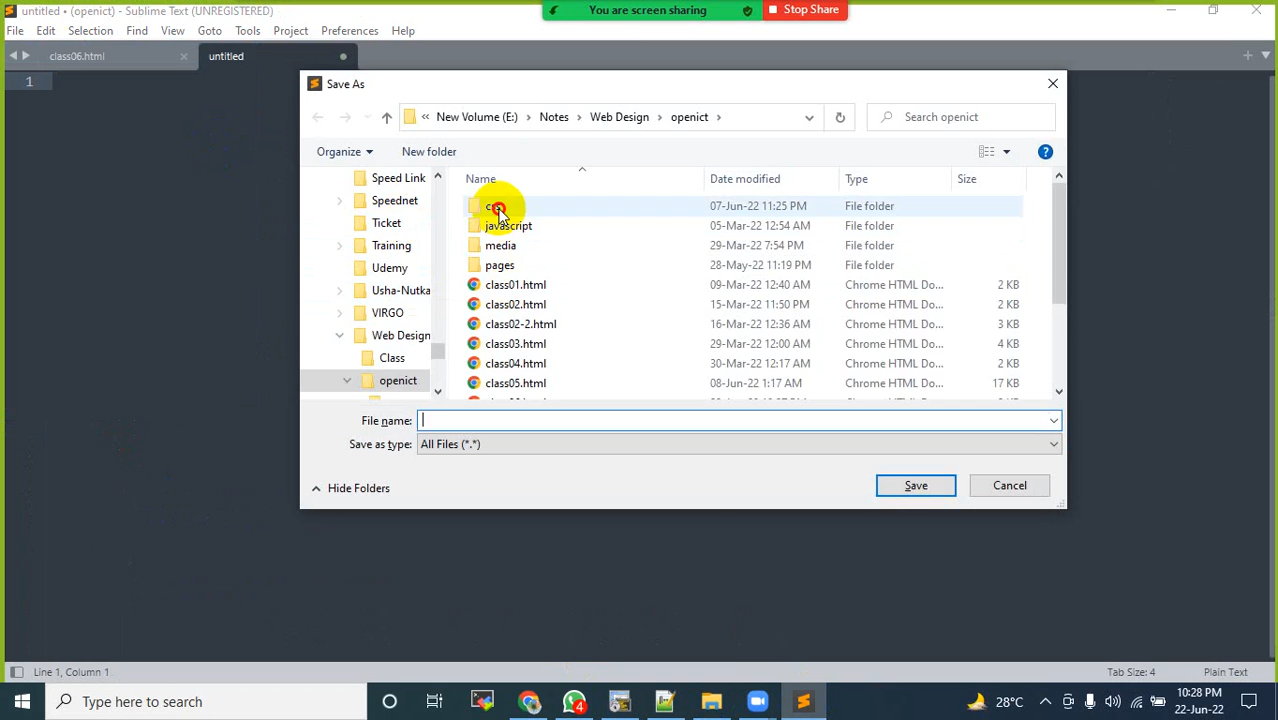 untitled • (openict) - Sublime Text (UNREGISTERED)
You are screen sharing
Stop Share
File Edit Selection Find View Goto Tools Project Preferences Help
class06.html
untitled
1
Save As
« New Volume (E:) › Notes › Web Design › openict ›
Search openict
Organize
New folder
Speed Link
Speednet
Ticket
Training
Udemy
Usha-Nutka
VIRGO
Web Design
Class
openict
Name Date modified Type Size
07-Jun-22 11:25 PM File folder
javascript 05-Mar-22 12:54 AM File folder
media 29-Mar-22 7:54 PM File folder
pages 28-May-22 11:19 PM File folder
class01.html 09-Mar-22 12:40 AM Chrome HTML Do... 2 KB
class02.html 15-Mar-22 11:50 PM Chrome HTML Do... 2 KB
class02-2.html 16-Mar-22 12:36 AM Chrome HTML Do... 3 KB
class03.html 29-Mar-22 12:00 AM Chrome HTML Do... 4 KB
class04.html 30-Mar-22 12:17 AM Chrome HTML Do... 2 KB
class05.html 08-Jun-22 1:17 AM Chrome HTML Do... 17 KB
File name:
Save as type: All Files (*.*)
Hide Folders
Save
Cancel
Line 1, Column 1
Tab Size: 4
Plain Text
Type here to search
4
28°C
10:28 PM
22-Jun-22